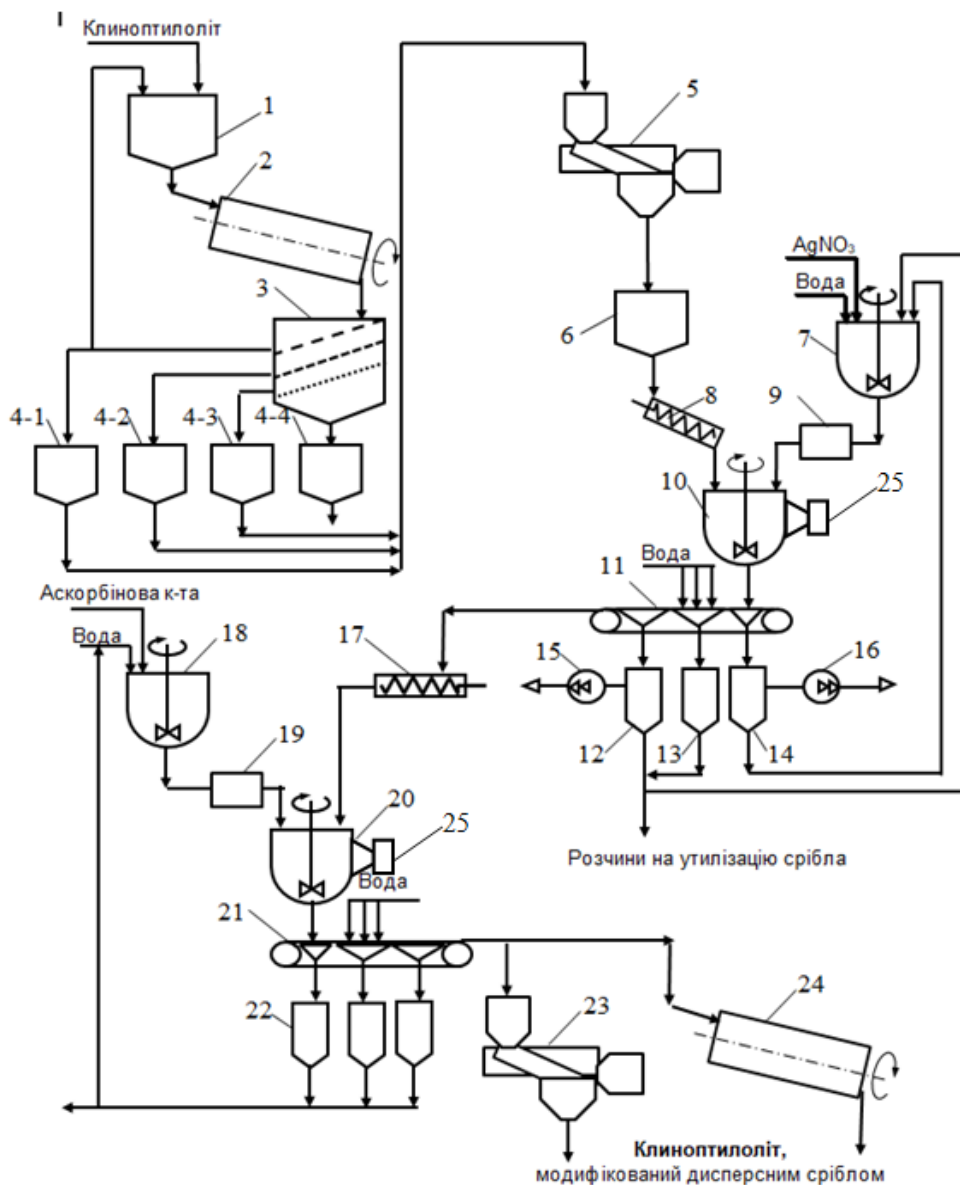 Клиноптилоліт
1
2
3
4-1
4-2
4-3
4-4
5
6
AgNO₃
Вода
7
8
9
10
25
Вода
11
Аскорбінова к-та
Вода
18
17
15
16
12
13
14
19
20
25
Вода
Розчини на утилізацію срібла
21
22
23
24
Клиноптилоліт,
модифікований дисперсним сріблом